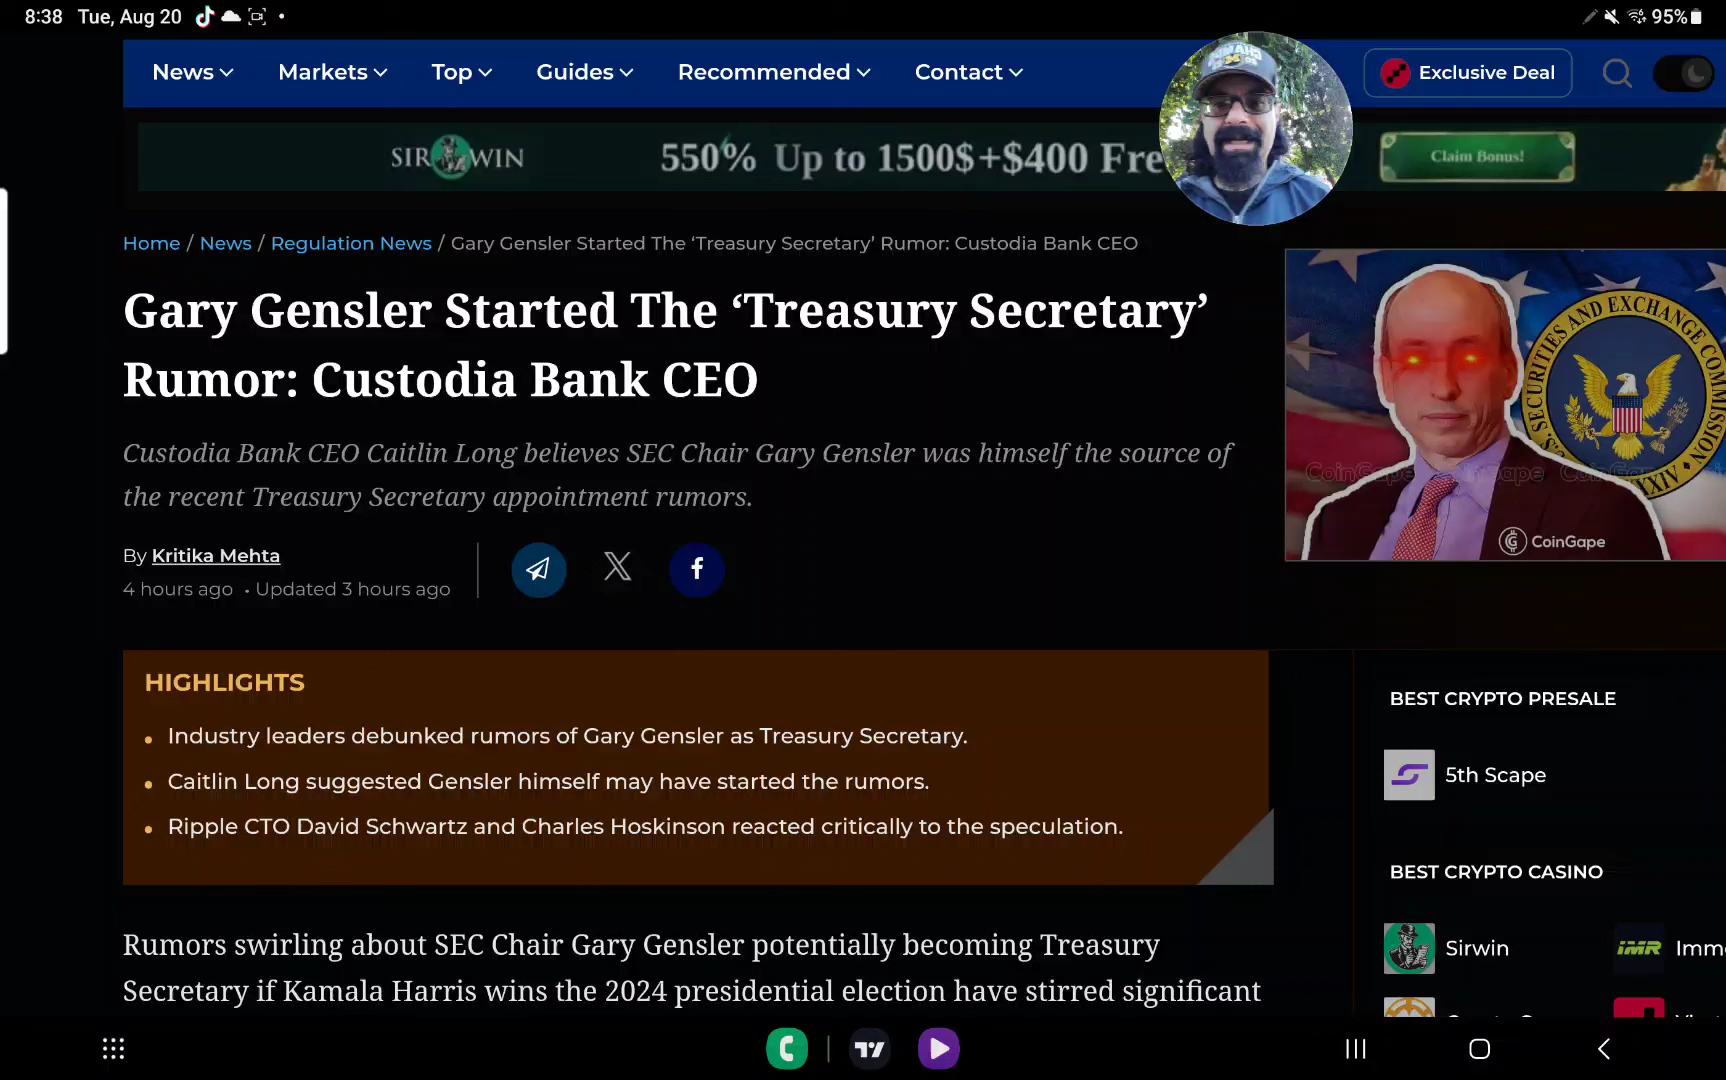 8:38 Tue, Aug 20
95%
News Markets Top Guides Recommended Contact
Exclusive Deal
SIR WIN
550% Up to 1500$+$400 Fre
Claim Bonus!
Home / News / Regulation News / Gary Gensler Started The ‘Treasury Secretary’ Rumor: Custodia Bank CEO
Gary Gensler Started The ‘Treasury Secretary’
Rumor: Custodia Bank CEO
Custodia Bank CEO Caitlin Long believes SEC Chair Gary Gensler was himself the source of
the recent Treasury Secretary appointment rumors.
By Kritika Mehta
4 hours ago • Updated 3 hours ago
U.S. SECURITIES AND EXCHANGE COMMISSION
CoinGape
HIGHLIGHTS
• Industry leaders debunked rumors of Gary Gensler as Treasury Secretary.
• Caitlin Long suggested Gensler himself may have started the rumors.
• Ripple CTO David Schwartz and Charles Hoskinson reacted critically to the speculation.
BEST CRYPTO PRESALE
5th Scape
BEST CRYPTO CASINO
Sirwin
IMR Imm
Rumors swirling about SEC Chair Gary Gensler potentially becoming Treasury
Secretary if Kamala Harris wins the 2024 presidential election have stirred significant